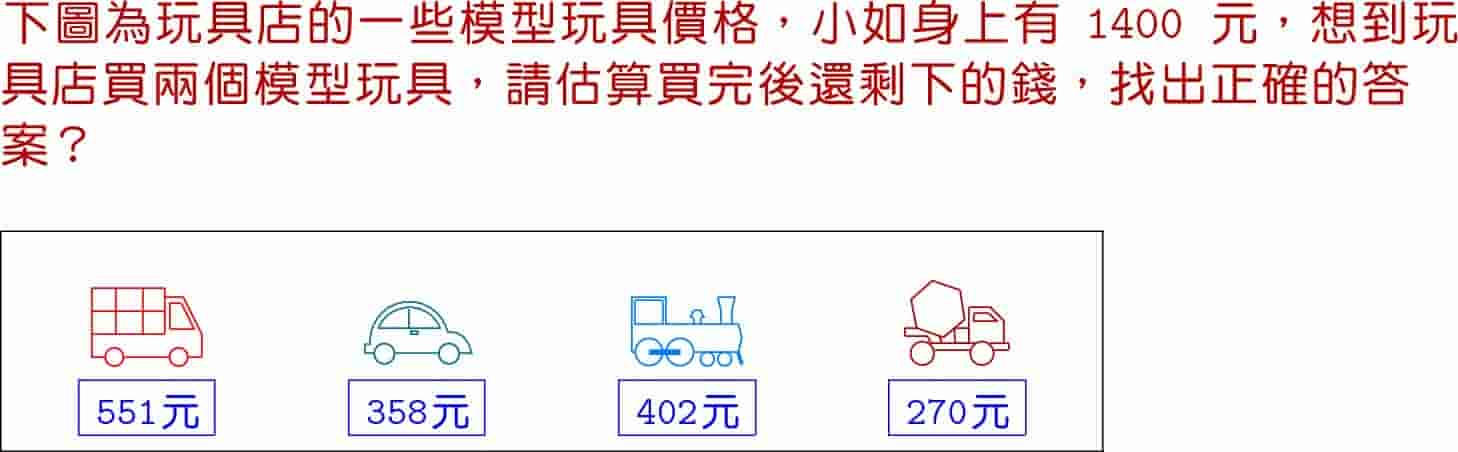 下圖為玩具店的一些模型玩具價格，小如身上有 1400 元，想到玩
具店買兩個模型玩具，請估算買完後還剩下的錢，找出正確的答
案？
551元 358元 402元 270元